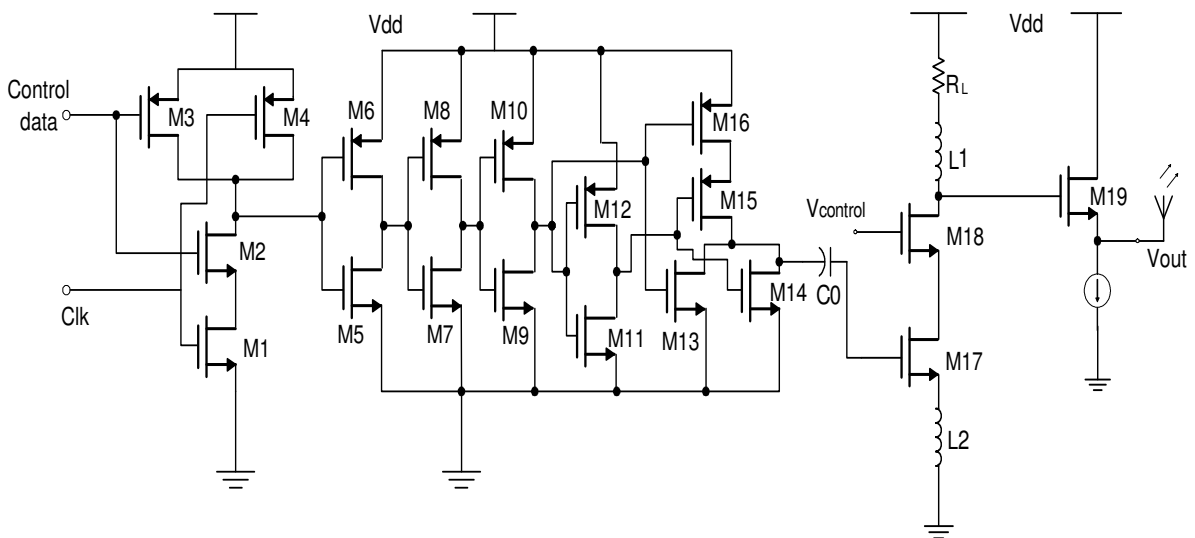 Vdd
Vdd
Control
data
M3
M4
M6
M8
M10
M16
RL
L1
M12
M15
M19
Vcontrol
M2
M18
Vout
Clk
M14
C0
M1
M5
M7
M9
M11
M13
M17
L2